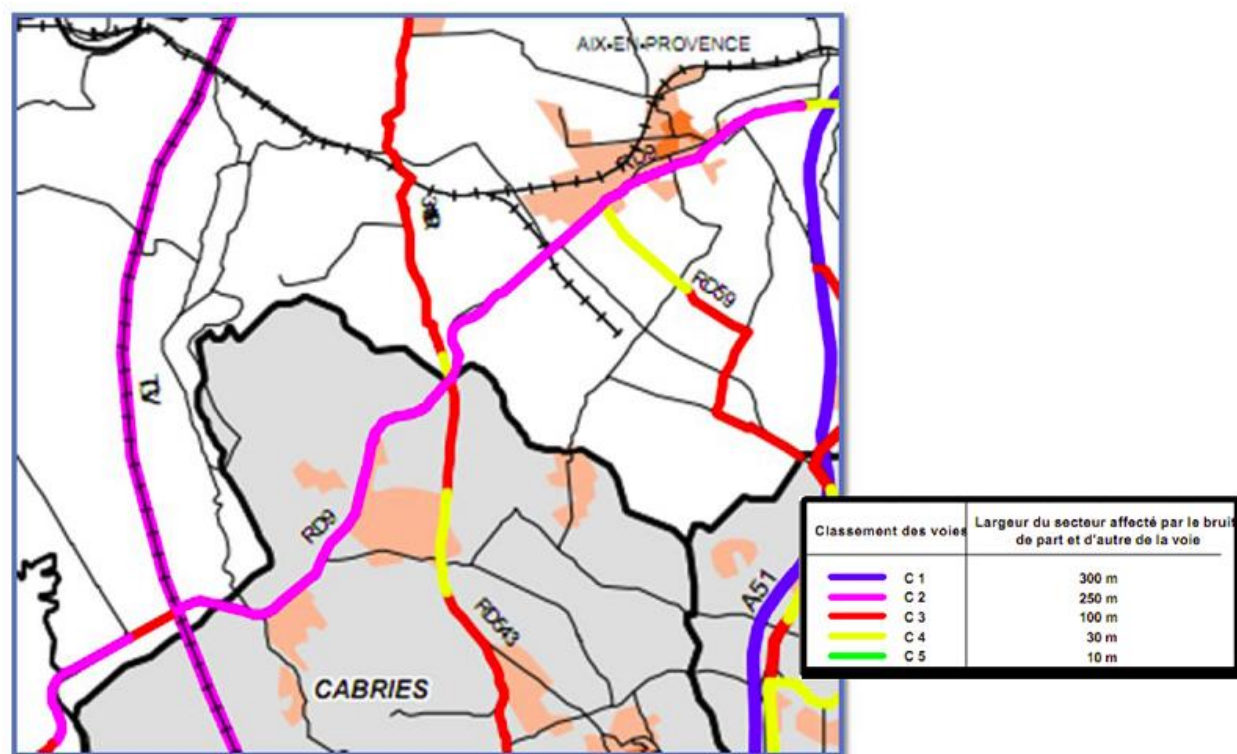 AIX-EN-PROVENCE
RD9
RD59
RD9
RD543
A51
CABRIES
Classement des voies
Largeur du secteur affecté par le bruit
de part et d'autre de la voie
C 1 300 m
C 2 250 m
C 3 100 m
C 4 30 m
C 5 10 m